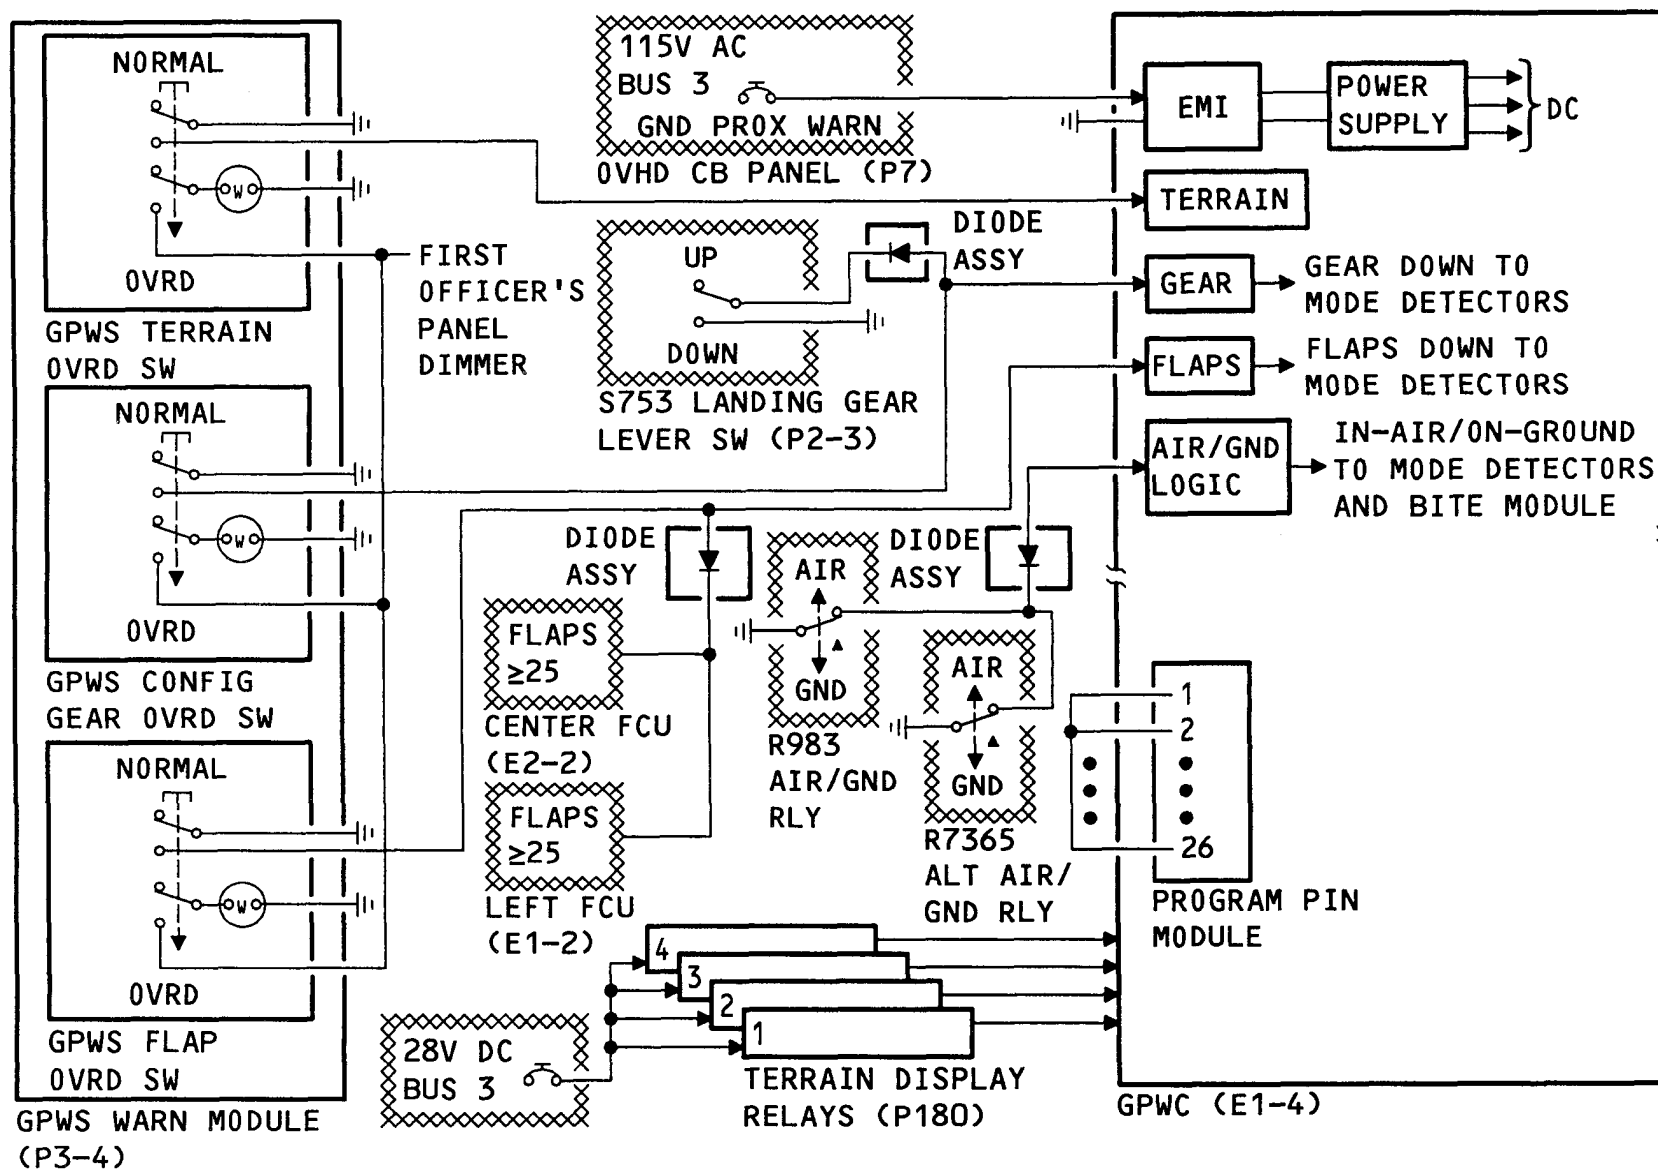 NORMAL
W
OVRD
GPWS TERRAIN
OVRD SW
NORMAL
W
OVRD
GPWS CONFIG
GEAR OVRD SW
NORMAL
W
OVRD
GPWS FLAP
OVRD SW
GPWS WARN MODULE
(P3-4)
FIRST
OFFICER'S
PANEL
DIMMER
115V AC
BUS 3
GND PROX WARN
OVHD CB PANEL (P7)
UP
DOWN
S753 LANDING GEAR
LEVER SW (P2-3)
DIODE
ASSY
DIODE
ASSY
FLAPS
≥25
CENTER FCU
(E2-2)
FLAPS
≥25
LEFT FCU
(E1-2)
AIR
GND
R983
AIR/GND
RLY
DIODE
ASSY
AIR
GND
R7365
ALT AIR/
GND RLY
28V DC
BUS 3
4
3
2
1
TERRAIN DISPLAY
RELAYS (P180)
EMI
POWER
SUPPLY
DC
TERRAIN
GEAR
GEAR DOWN TO
MODE DETECTORS
FLAPS
FLAPS DOWN TO
MODE DETECTORS
AIR/GND
LOGIC
IN-AIR/ON-GROUND
TO MODE DETECTORS
AND BITE MODULE
1
2
26
PROGRAM PIN
MODULE
GPWC (E1-4)